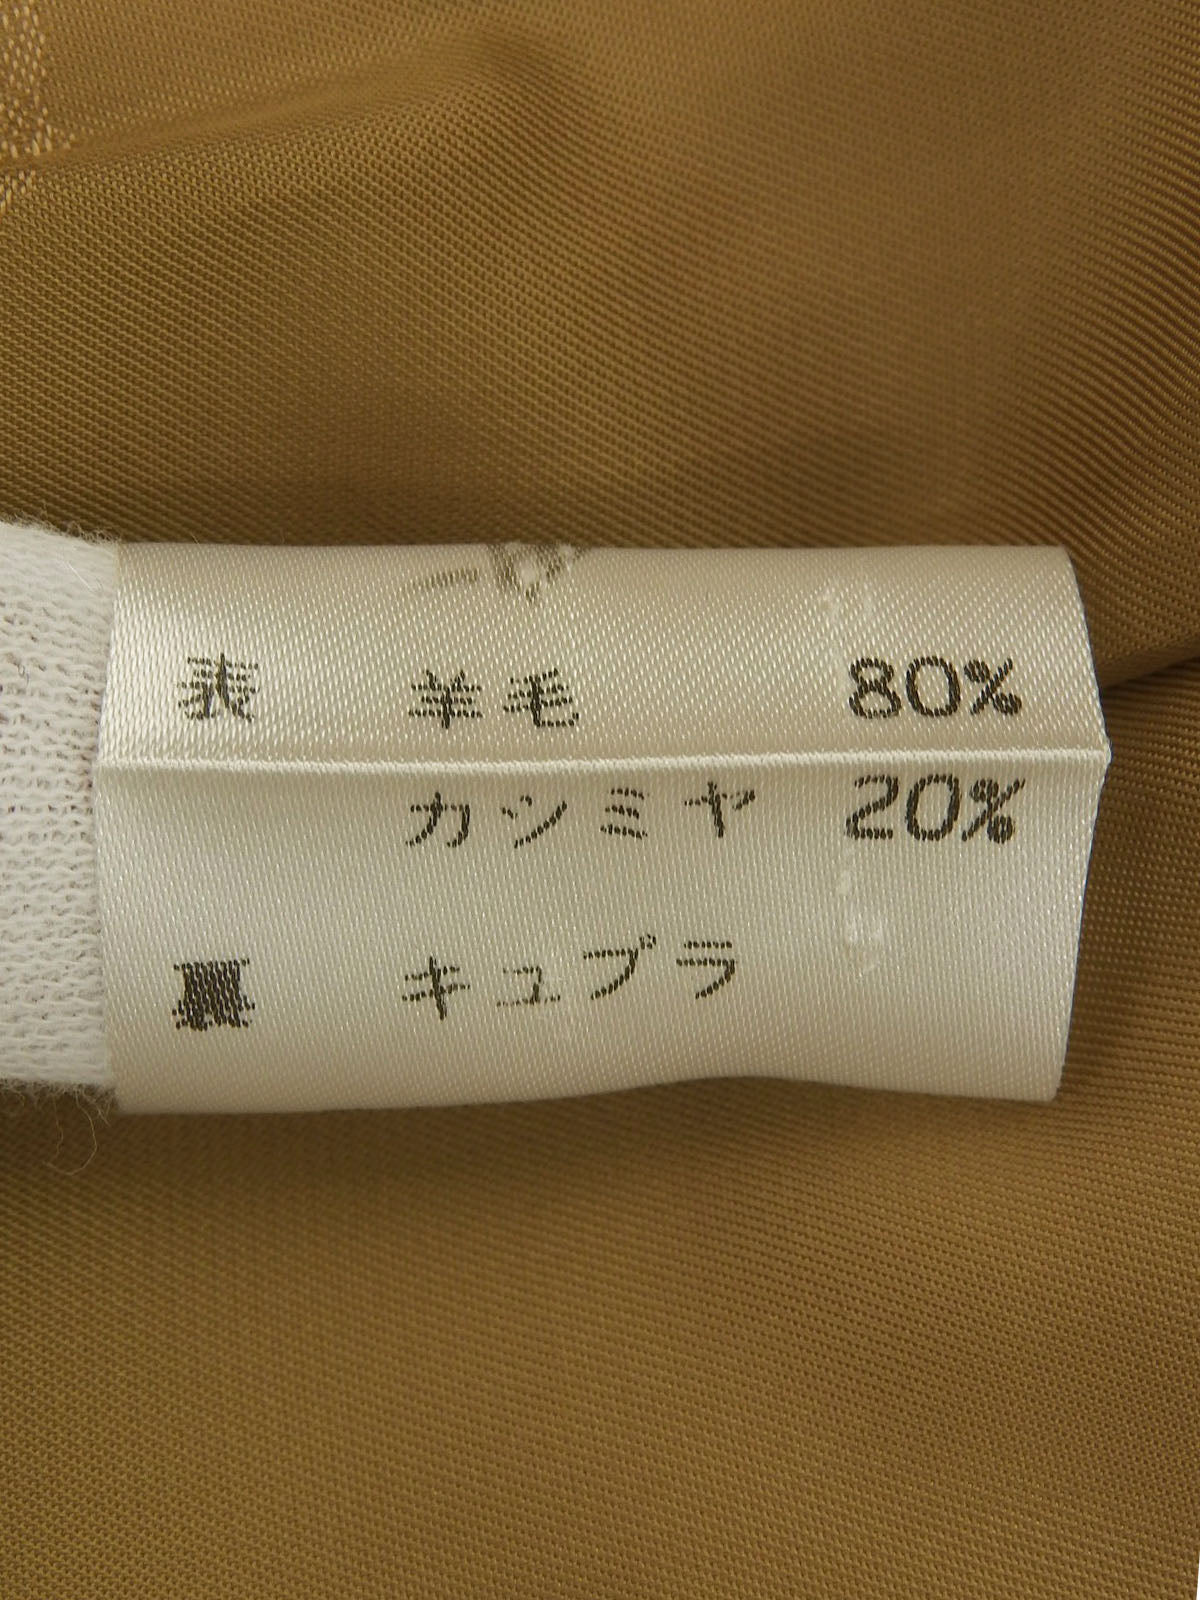 表 羊毛 80%
カシミヤ 20%
裏 キュプラ